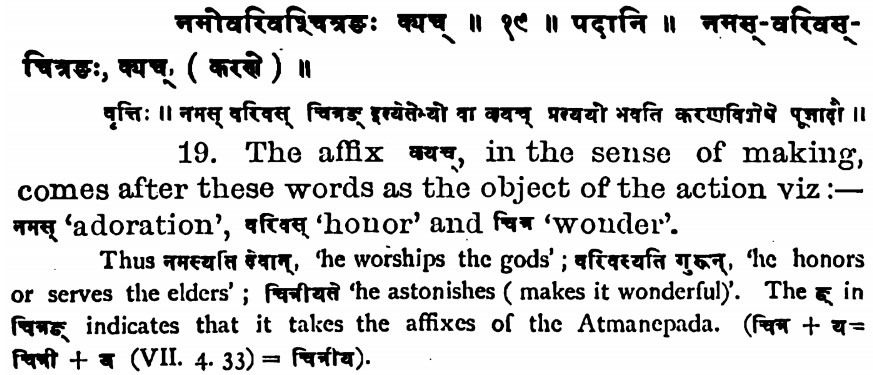 नमोवरिवश्चित्रङः क्यच् ॥ १९ ॥ पदानि ॥ नमस्-वरिवस्-
चित्रङः, क्यच्, ( करणे ) ॥
वृत्तिः ॥ नमस् वरिवस् चित्रङ् इत्येतेभ्यो वा क्यच् प्रत्ययो भवति करणविशेषे पूजादौ ॥
19. The affix क्यच्, in the sense of making,
comes after these words as the object of the action viz :—
नमस् 'adoration', वरिवस् 'honor' and चित्र 'wonder'.
Thus नमस्यति देवान्, 'he worships the gods' ; वरिवस्यति गुरून्, 'he honors
or serves the elders' ; चित्रीयते 'he astonishes ( makes it wonderful)'. The ङ् in
चित्रङ् indicates that it takes the affixes of the Atmanepada. (चित्र + य=
चित्री + य (VII. 4. 33) = चित्रीय).